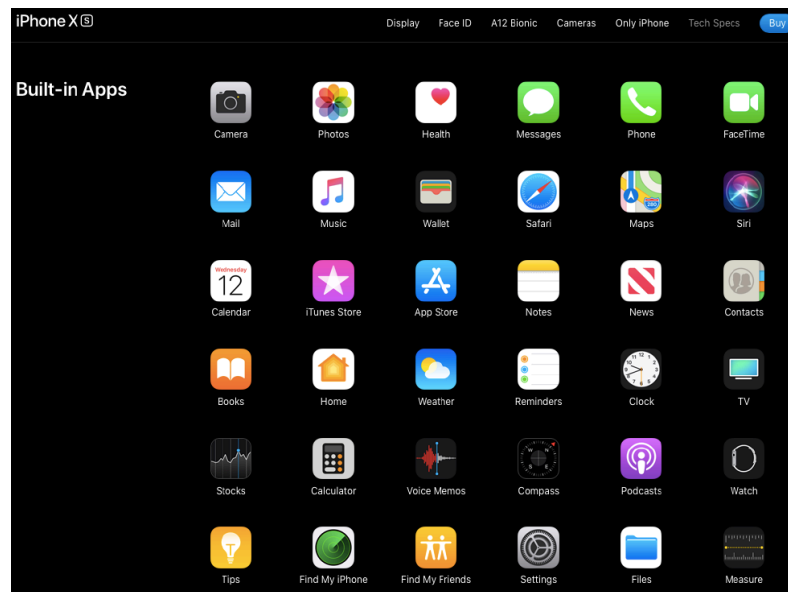 iPhone X S
Display Face ID A12 Bionic Cameras Only iPhone Tech Specs Buy
Built-in Apps
Camera Photos Health Messages Phone FaceTime
280
Mail Music Wallet Safari Maps Siri
Wednesday
12
Calendar iTunes Store App Store Notes News Contacts
Books Home Weather Reminders Clock TV
Stocks Calculator Voice Memos Compass Podcasts Watch
Tips Find My iPhone Find My Friends Settings Files Measure